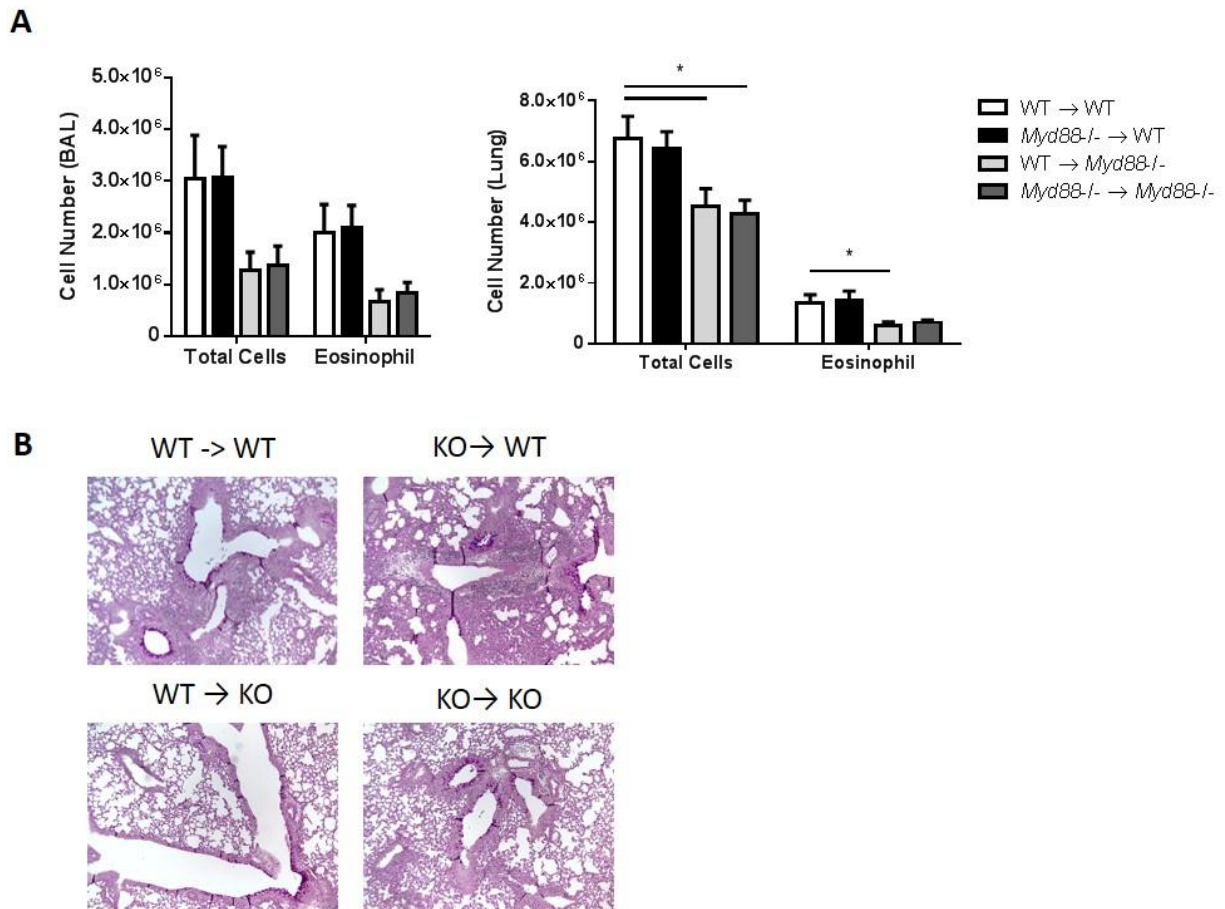 A
Cell Number (BAL)
5.0×10⁶
4.0×10⁶
3.0×10⁶
2.0×10⁶
1.0×10⁶
0
Total Cells Eosinophil
Cell Number (Lung)
8.0×10⁶
6.0×10⁶
4.0×10⁶
2.0×10⁶
0
*
*
Total Cells Eosinophil
WT → WT
Myd88-/- → WT
WT → Myd88-/-
Myd88-/- → Myd88-/-
B
WT -> WT
KO→ WT
WT → KO
KO→ KO